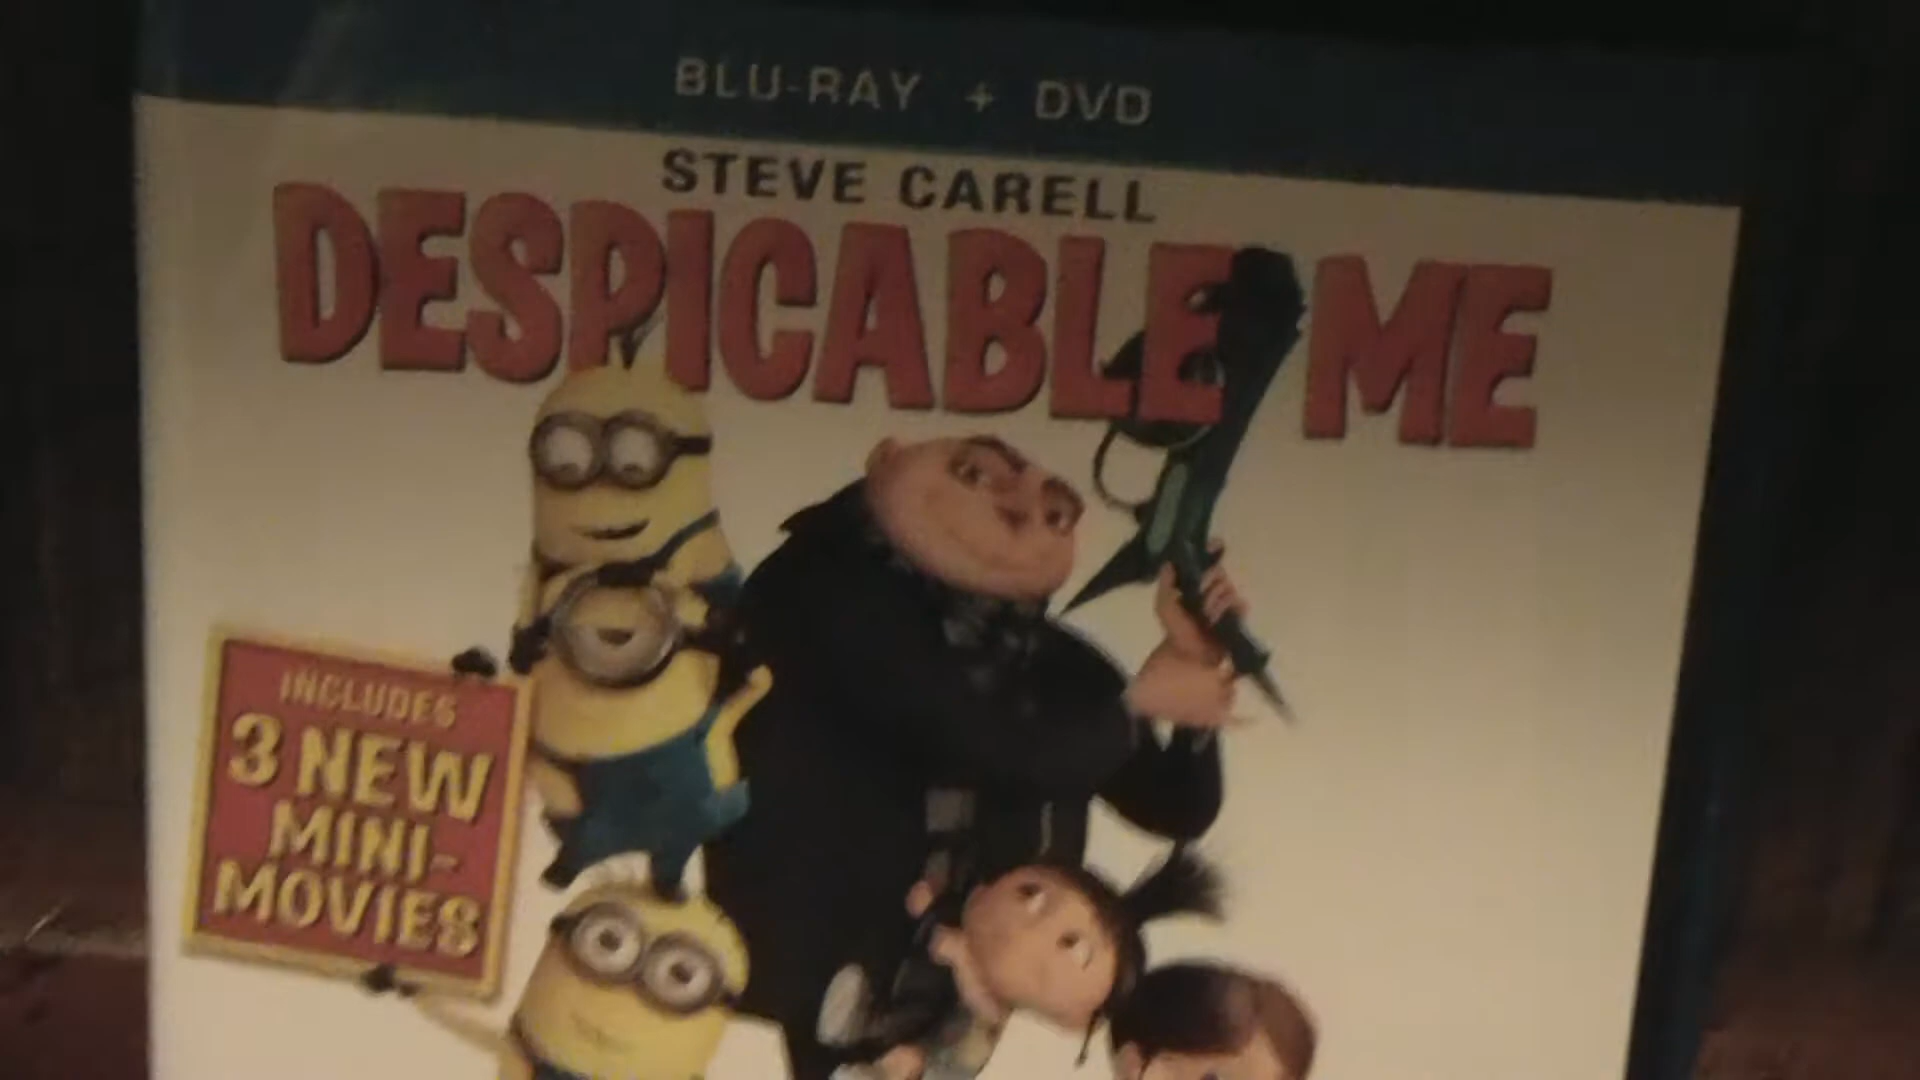 BLU-RAY + DVD
STEVE CARELL
DESPICABLE ME
INCLUDES
3 NEW
MINI-
MOVIES